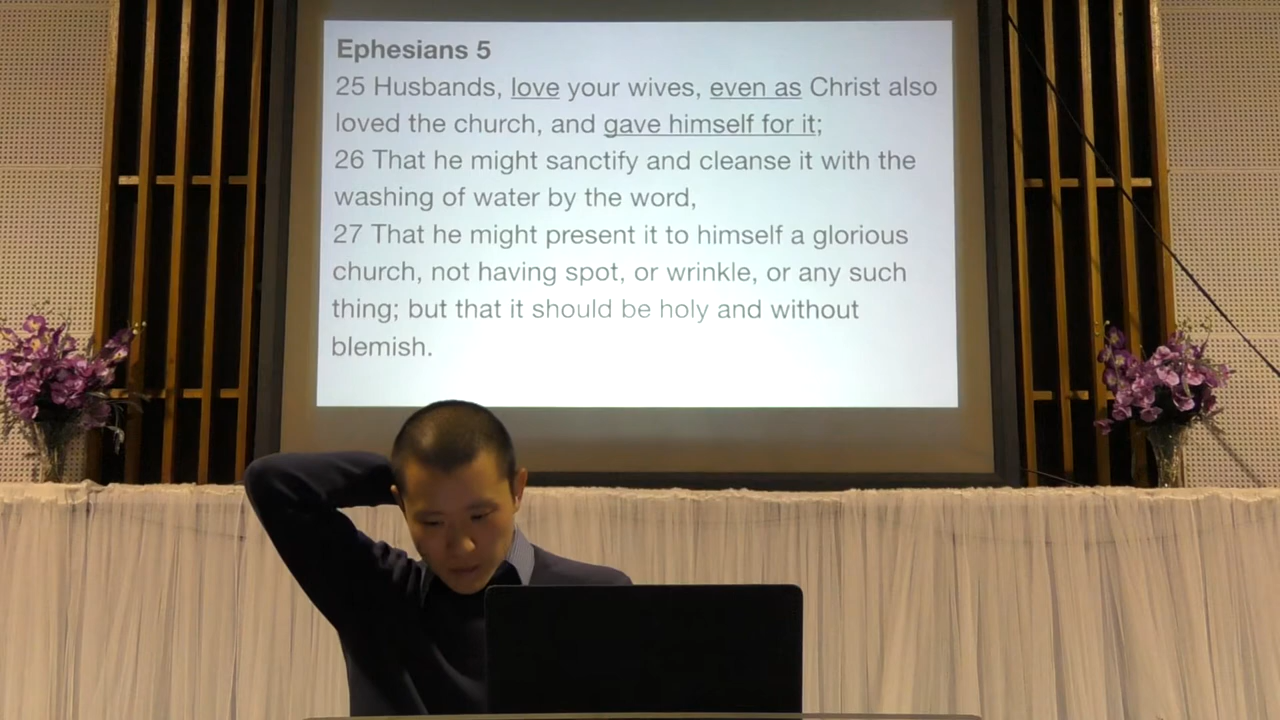 Ephesians 5
25 Husbands, love your wives, even as Christ also
loved the church, and gave himself for it;
26 That he might sanctify and cleanse it with the
washing of water by the word,
27 That he might present it to himself a glorious
church, not having spot, or wrinkle, or any such
thing; but that it should be holy and without
blemish.